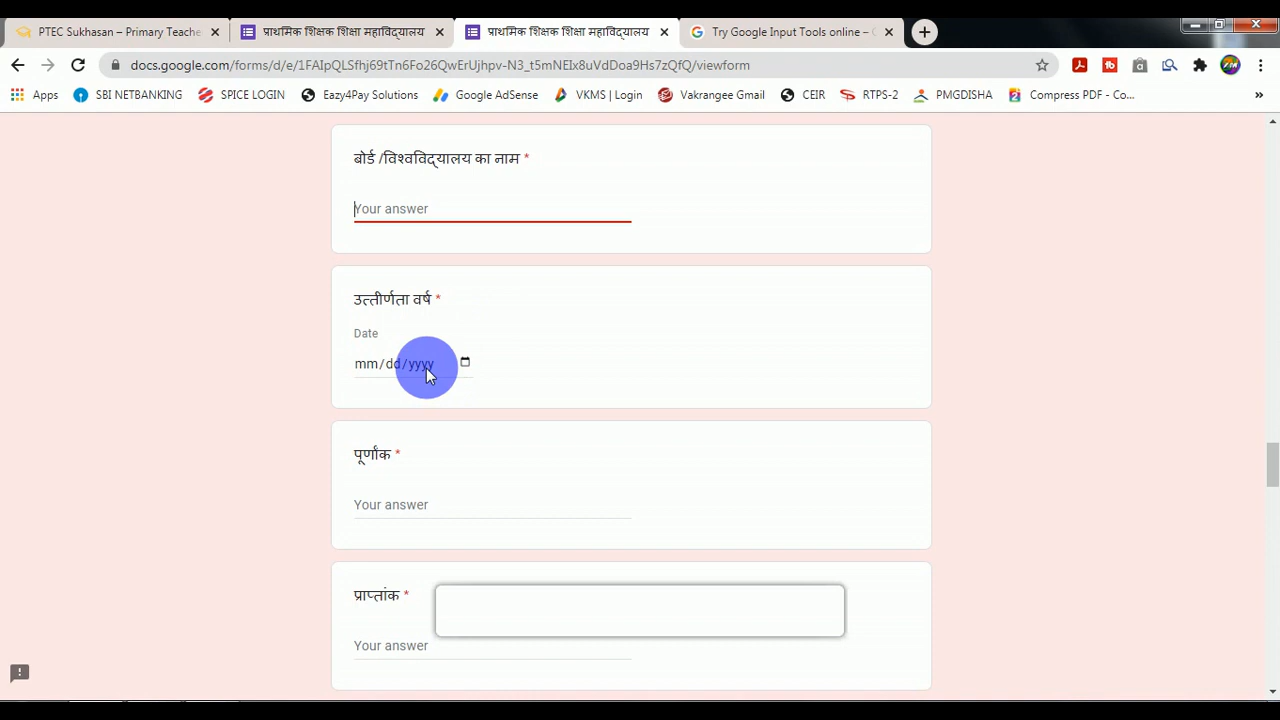 PTEC Sukhasan – Primary Teache
प्राथमिक शिक्षक शिक्षा महाविद्यालय
प्राथमिक शिक्षक शिक्षा महाविद्यालय
Try Google Input Tools online –
docs.google.com/forms/d/e/1FAIpQLSfhj69tTn6Fo26QwErUjhpv-N3_t5mNEIx8uVdDoa9Hs7zQfQ/viewform
Apps SBI NETBANKING SPICE LOGIN Eazy4Pay Solutions Google AdSense VKMS | Login Vakrangee Gmail CEIR RTPS-2 PMGDISHA Compress PDF - Co... »
बोर्ड /विश्वविद्यालय का नाम *
Your answer
उत्तीर्णता वर्ष *
Date
mm/dd/yyyy
पूर्णांक *
Your answer
प्राप्तांक *
Your answer